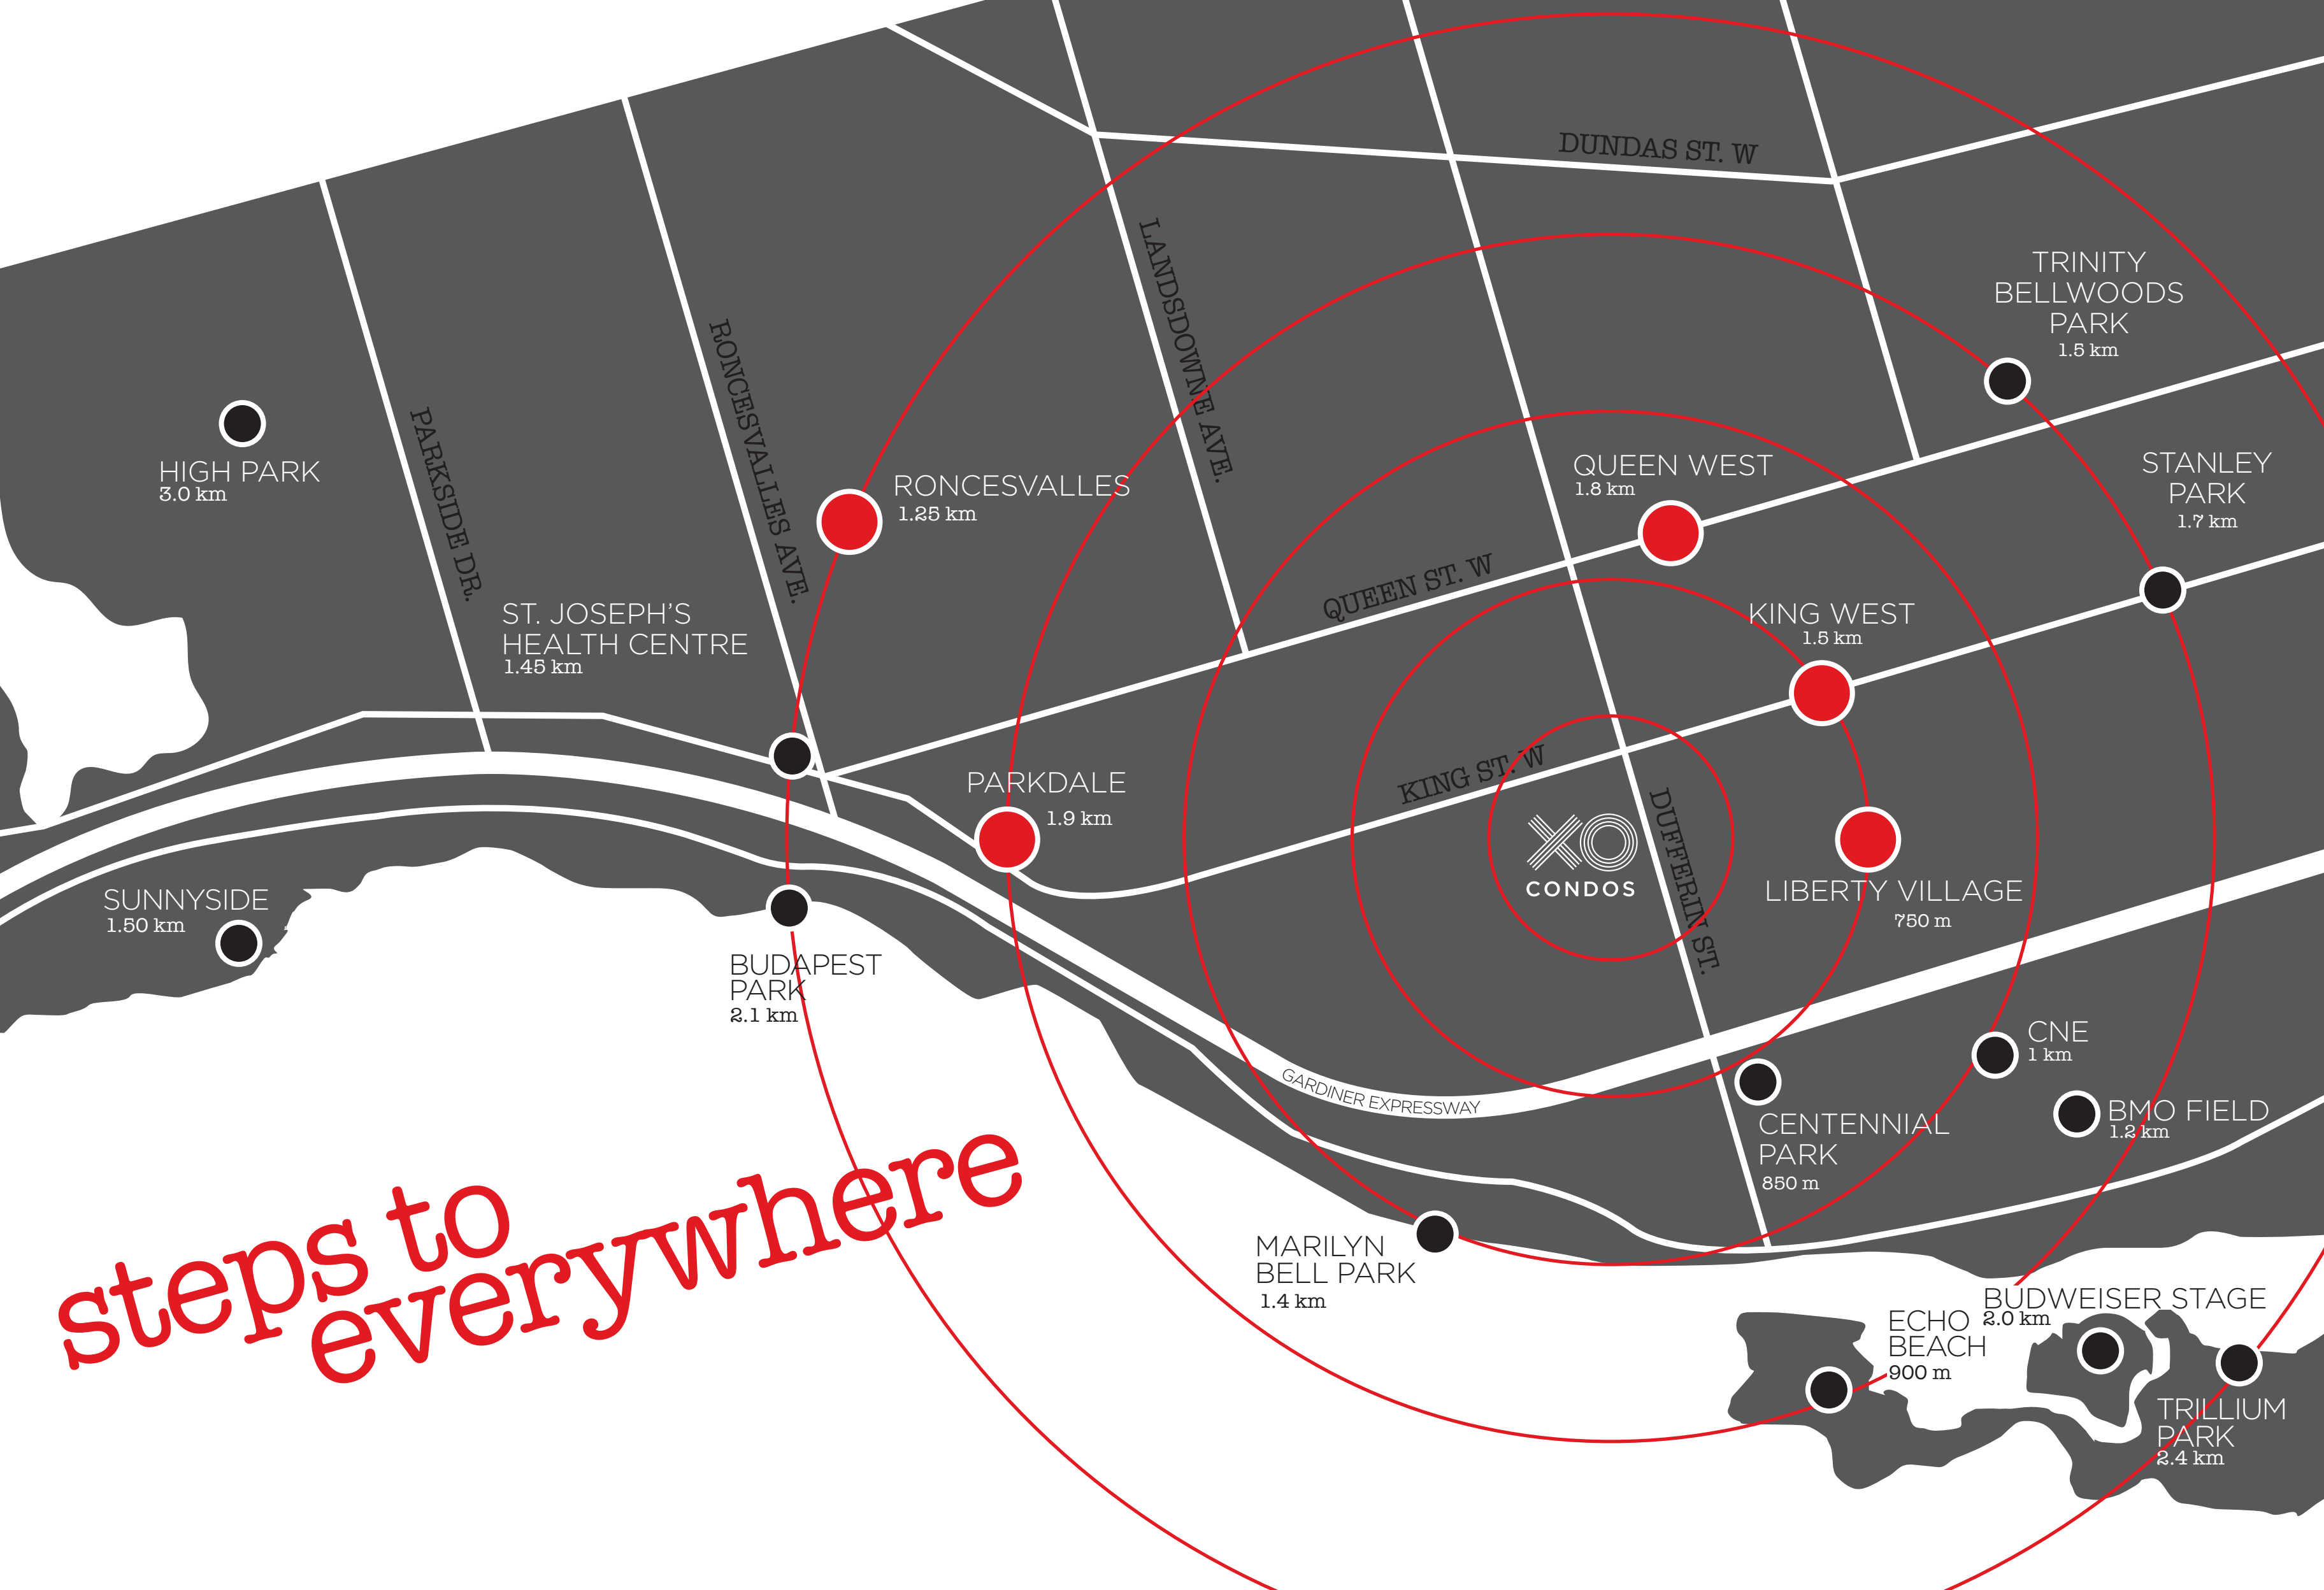 DUNDAS ST. W
TRINITY
BELLWOODS
PARK
1.5 km
LANDSDOWNE AVE.
RONCESVALLES AVE.
PARKSIDE DR.
HIGH PARK
3.0 km
RONCESVALLES
1.25 km
QUEEN WEST
1.8 km
STANLEY
PARK
1.7 km
QUEEN ST. W
ST. JOSEPH'S
HEALTH CENTRE
1.45 km
KING WEST
1.5 km
PARKDALE
1.9 km
KING ST. W
DUFFERIN ST.
XO
CONDOS
LIBERTY VILLAGE
750 m
SUNNYSIDE
1.50 km
BUDAPEST
PARK
2.1 km
GARDINER EXPRESSWAY
CNE
1 km
BMO FIELD
1.2 km
CENTENNIAL
PARK
850 m
steps to
everywhere
MARILYN
BELL PARK
1.4 km
BUDWEISER STAGE
2.0 km
ECHO
BEACH
900 m
TRILLIUM
PARK
2.4 km